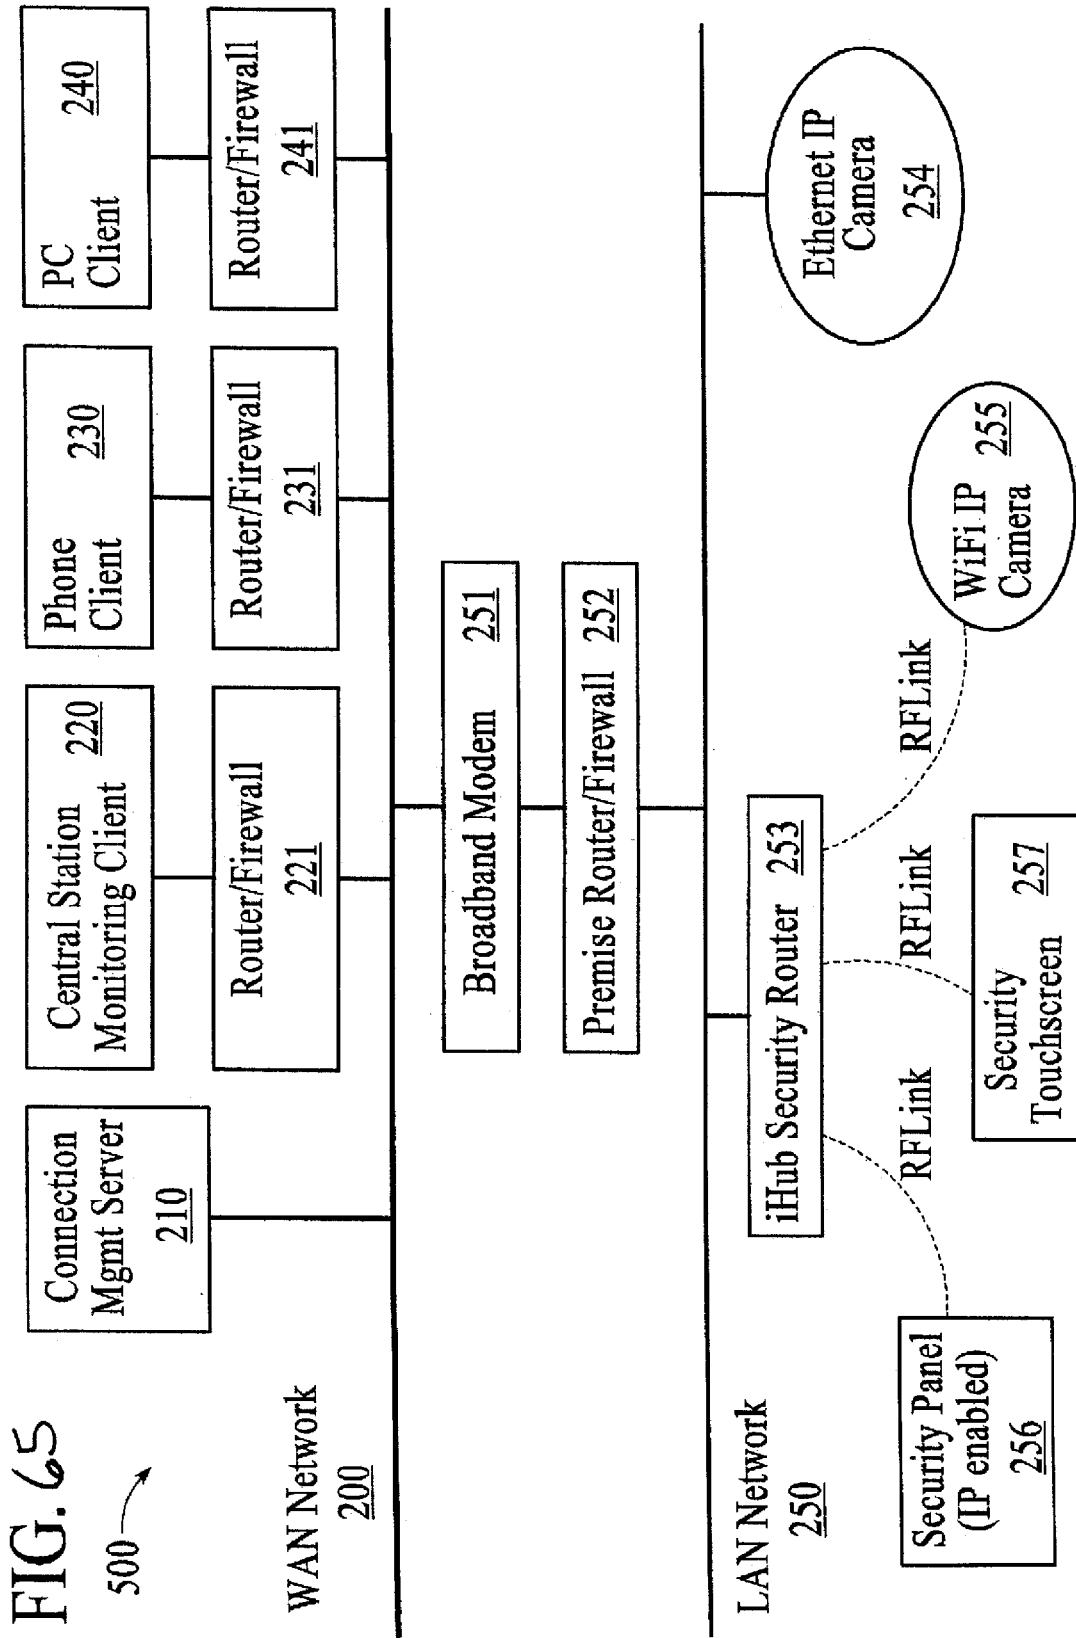 FIG. 65
500
Connection
Mgmt Server
210
Central Station
Monitoring Client
220
Phone
Client
230
PC
Client
240
Router/Firewall
221
Router/Firewall
231
Router/Firewall
241
WAN Network
200
Broadband Modem 251
Premise Router/Firewall 252
LAN Network
250
iHub Security Router 253
Ethernet IP
Camera
254
RFLink
RFLink
RFLink
Security Panel
(IP enabled)
256
Security
Touchscreen
257
WiFi IP
Camera
255